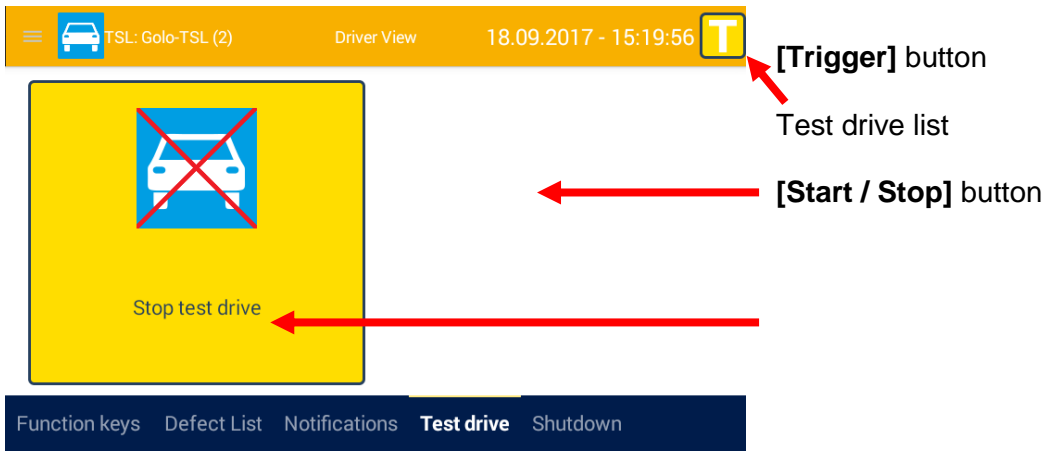 TSL: Golo-TSL (2) Driver View 18.09.2017 - 15:19:56 T
[Trigger] button
Test drive list
[Start / Stop] button
Stop test drive
Function keys Defect List Notifications Test drive Shutdown